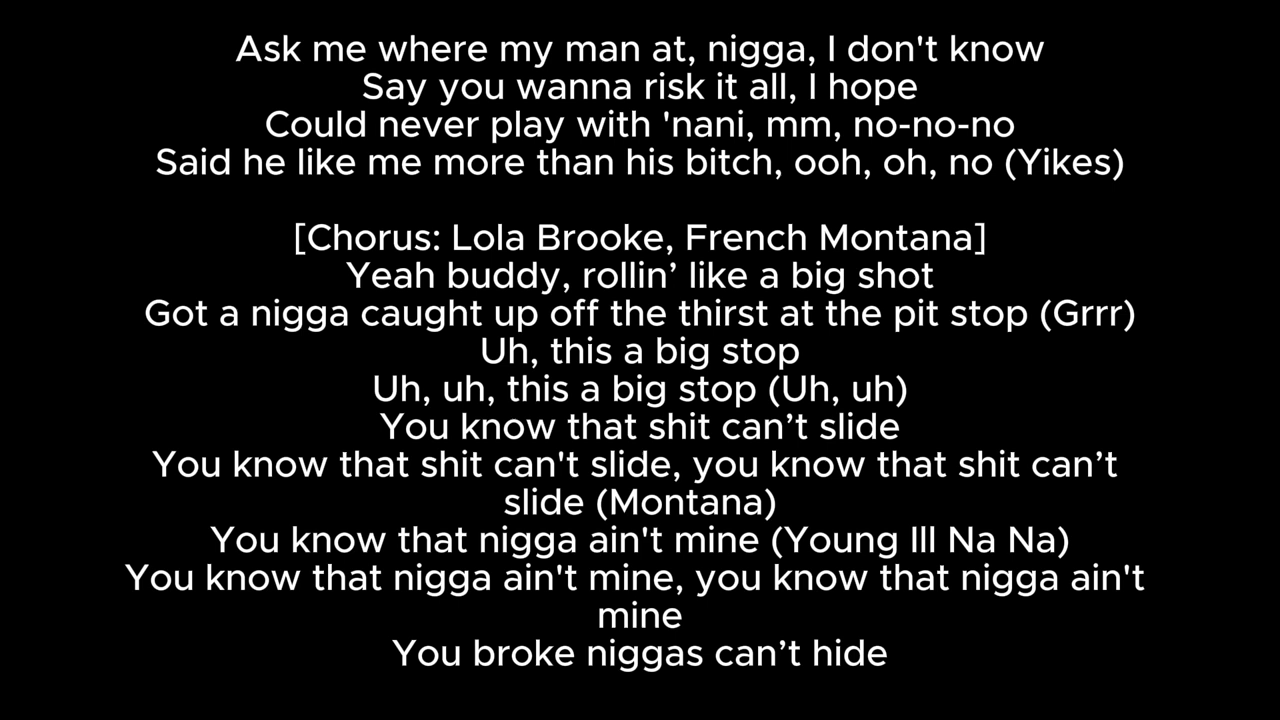 Ask me where my man at, nigga, I don't know
Say you wanna risk it all, I hope
Could never play with 'nani, mm, no-no-no
Said he like me more than his bitch, ooh, oh, no (Yikes)
[Chorus: Lola Brooke, French Montana]
Yeah buddy, rollin’ like a big shot
Got a nigga caught up off the thirst at the pit stop (Grrr)
Uh, this a big stop
Uh, uh, this a big stop (Uh, uh)
You know that shit can’t slide
You know that shit can't slide, you know that shit can’t
slide (Montana)
You know that nigga ain't mine (Young Ill Na Na)
You know that nigga ain't mine, you know that nigga ain't
mine
You broke niggas can’t hide